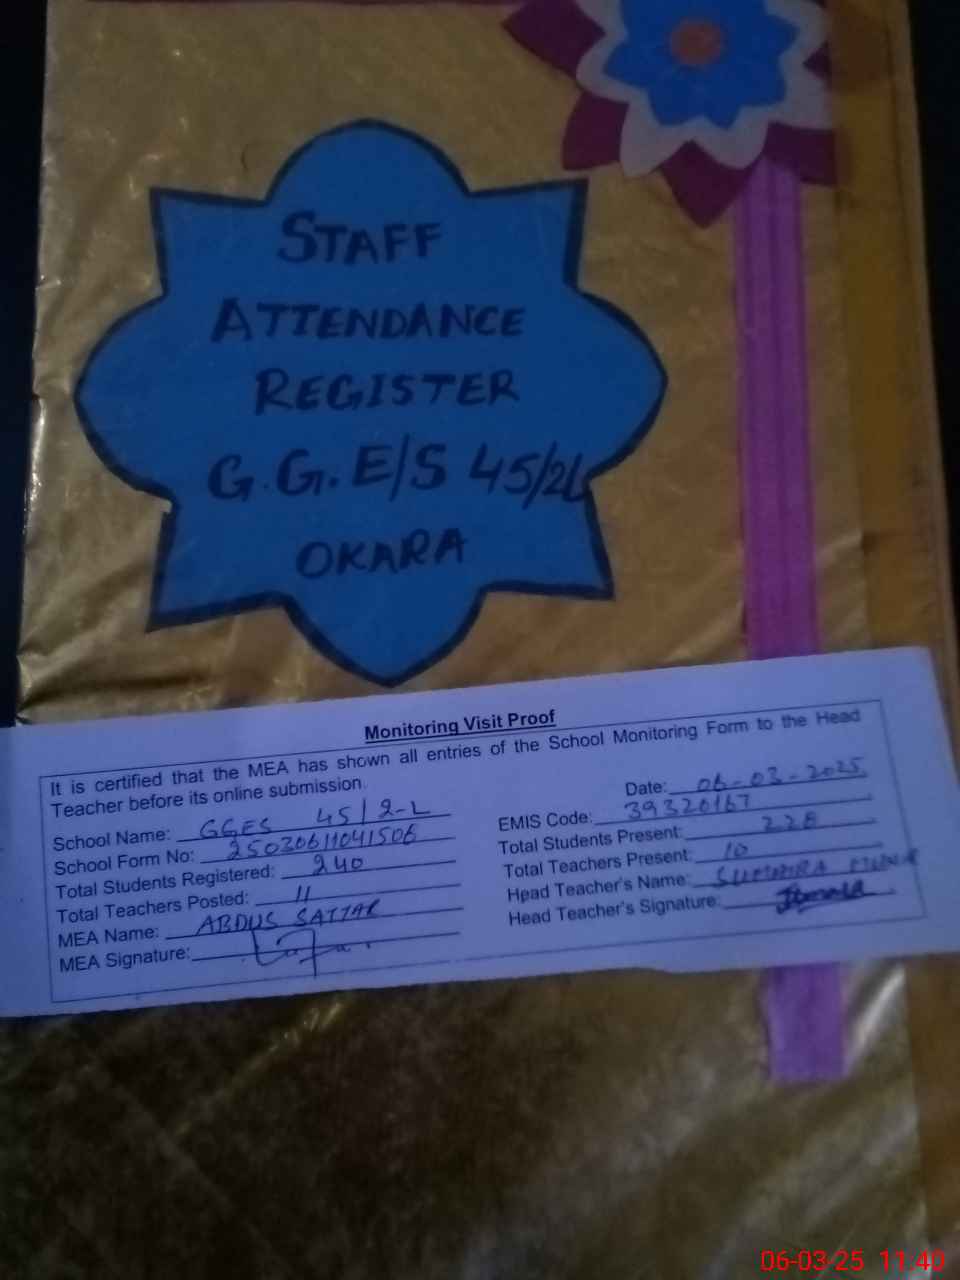 STAFF
ATTENDANCE
REGISTER
G.G.E/S 45/2L
OKARA
Monitoring Visit Proof
It is certified that the MEA has shown all entries of the School Monitoring Form to the Head
Teacher before its online submission.
Date: 06-03-2025
School Name: GGES 45/2-L
EMIS Code: 39320167
School Form No: 25030611041506
Total Students Present: 228
Total Students Registered: 240
Total Teachers Present: 10
Total Teachers Posted: 11
Head Teacher's Name: SUMMIRA
MEA Name: ABDUS SATTAR
Head Teacher's Signature:
MEA Signature:
06-03-25 11:40